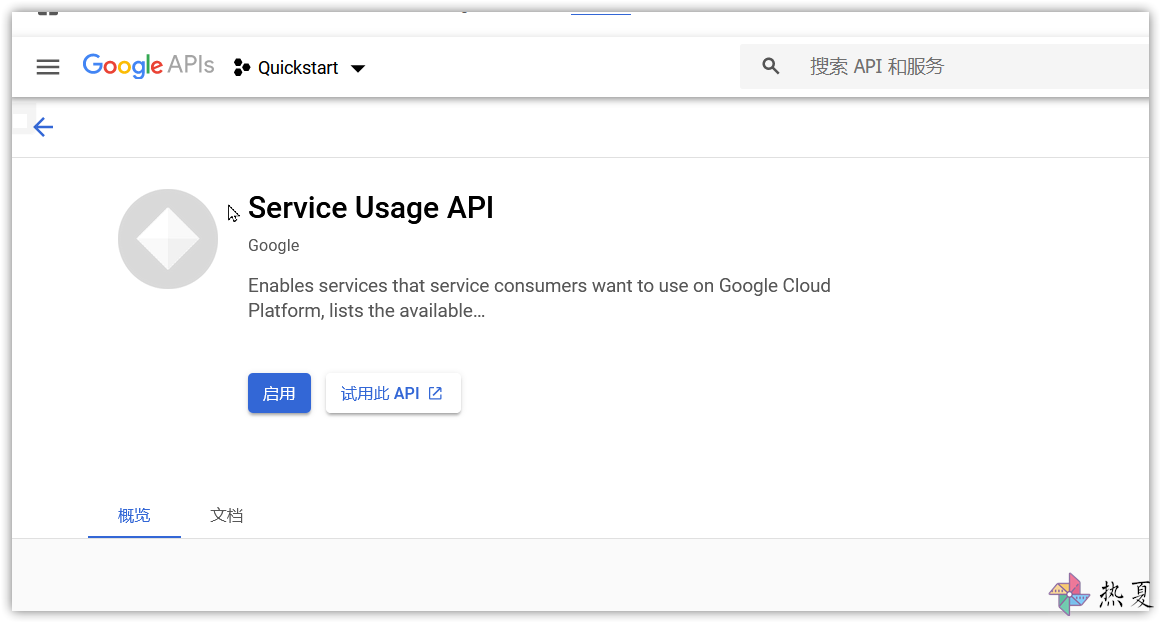 Google APIs Quickstart 搜索 API 和服务
Service Usage API
Google
Enables services that service consumers want to use on Google Cloud
Platform, lists the available…
启用 试用此 API
概览 文档
热夏